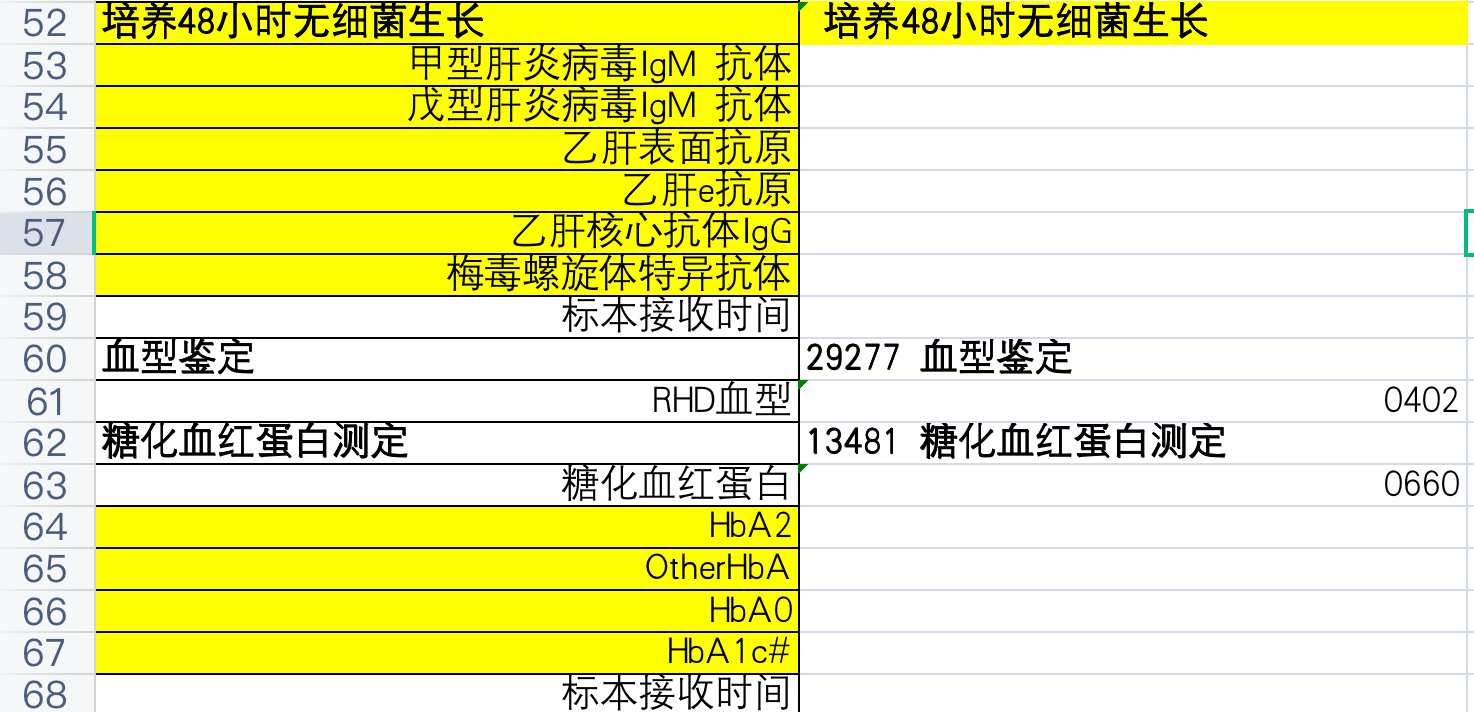 52 培养48小时无细菌生长 培养48小时无细菌生长
53 甲型肝炎病毒IgM 抗体
54 戊型肝炎病毒IgM 抗体
55 乙肝表面抗原
56 乙肝e抗原
57 乙肝核心抗体IgG
58 梅毒螺旋体特异抗体
59 标本接收时间
60 血型鉴定 29277 血型鉴定
61 RHD血型 0402
62 糖化血红蛋白测定 13481 糖化血红蛋白测定
63 糖化血红蛋白 0660
64 HbA2
65 OtherHbA
66 HbA0
67 HbA1c#
68 标本接收时间